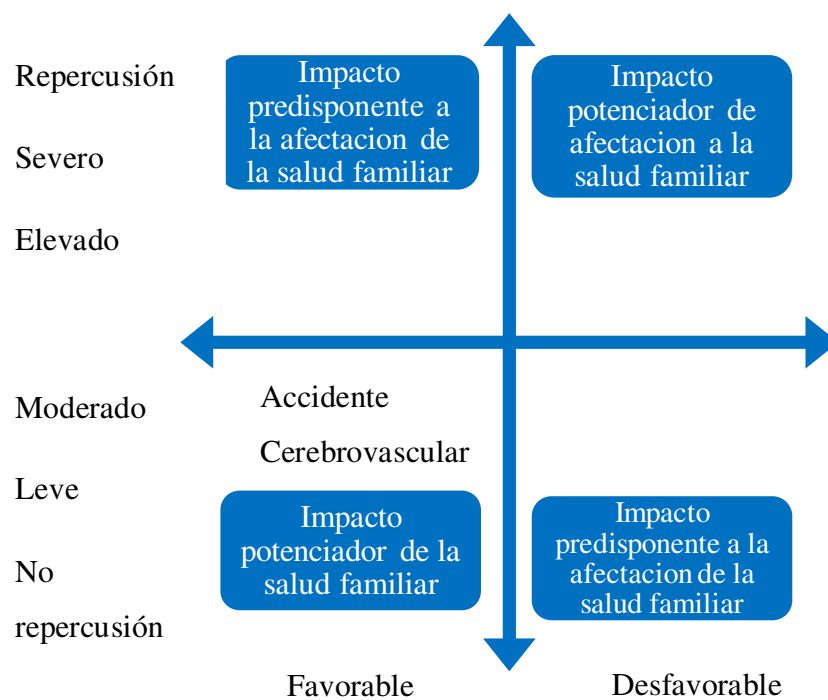 Repercusión
Severo
Elevado
Impacto
predisponente a
la afectacion de
la salud familiar
Impacto
potenciador de
afectacion a la
salud familiar
Moderado
Leve
No
repercusión
Accidente
Cerebrovascular
Impacto
potenciador de la
salud familiar
Impacto
predisponente a la
afectacion de la
salud familiar
Favorable
Desfavorable